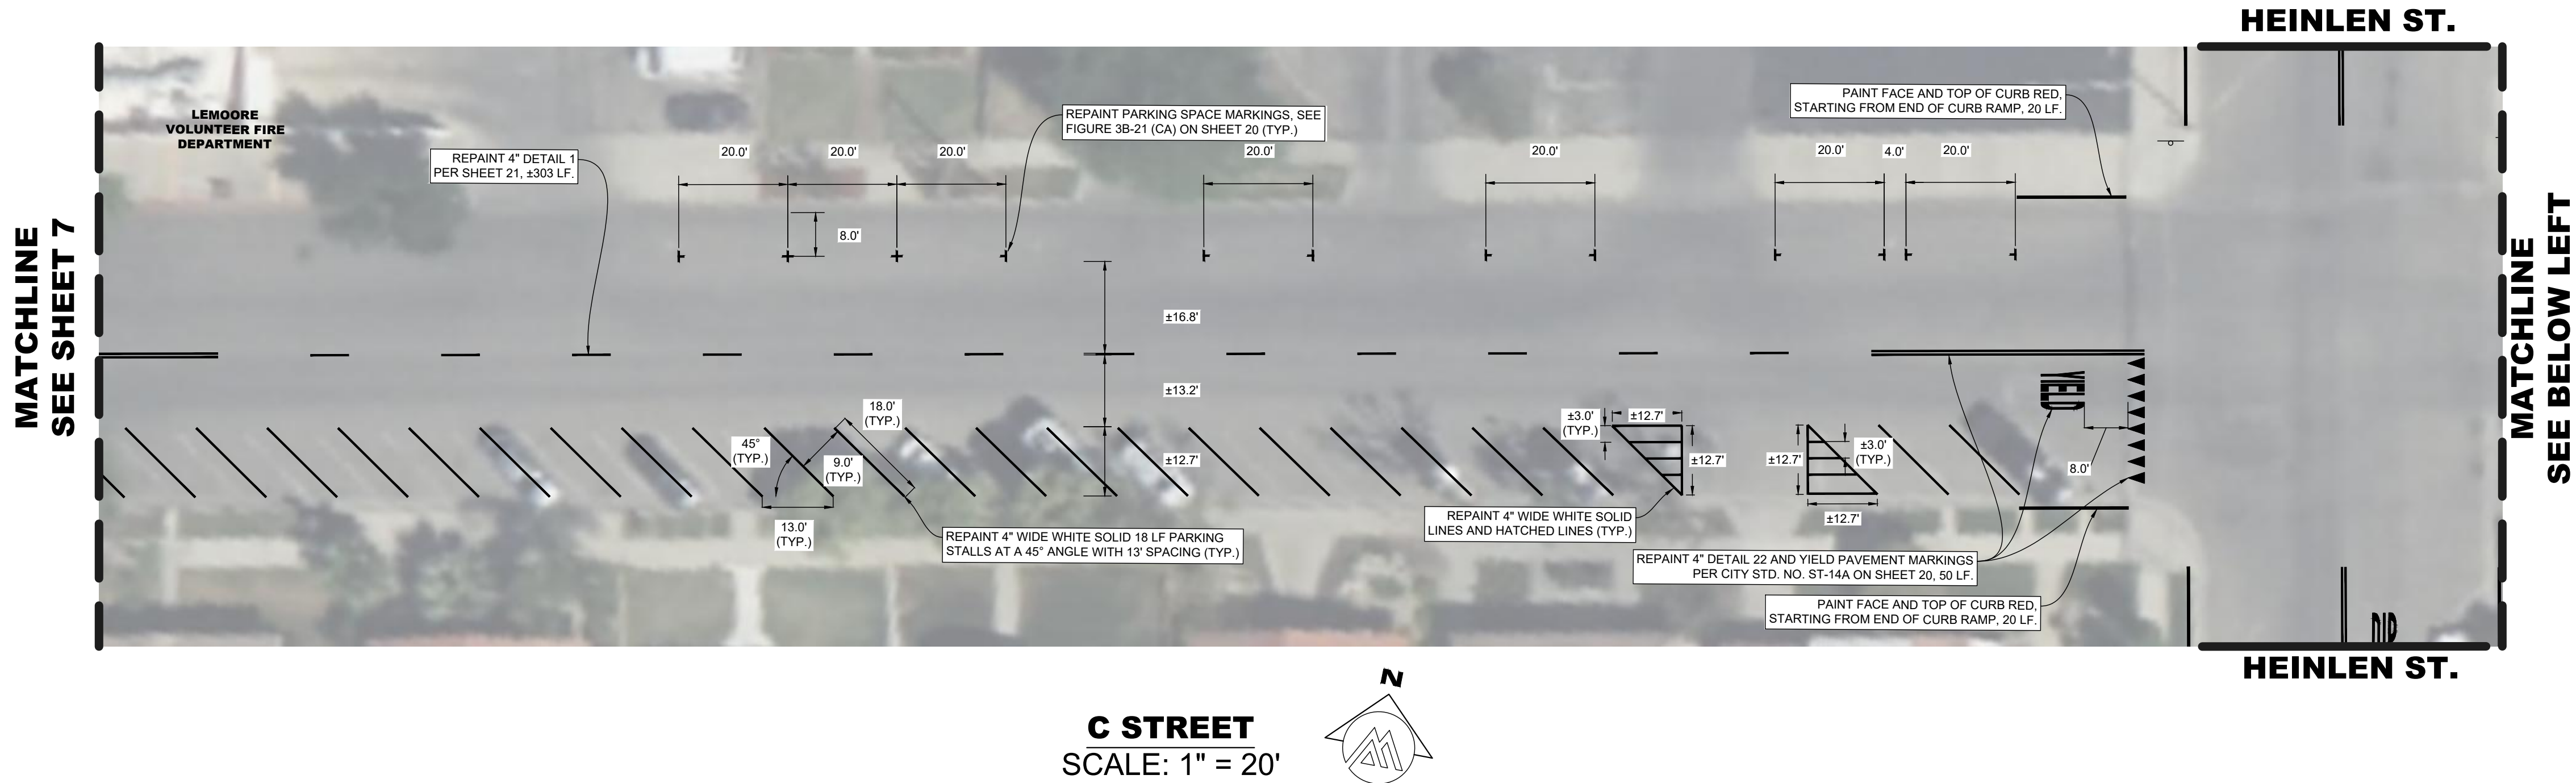 HEINLEN ST.
LEMOORE
VOLUNTEER FIRE
DEPARTMENT
REPAINT 4" DETAIL 1
PER SHEET 21, ±303 LF.
REPAINT PARKING SPACE MARKINGS, SEE
FIGURE 3B-21 (CA) ON SHEET 20 (TYP.)
PAINT FACE AND TOP OF CURB RED,
STARTING FROM END OF CURB RAMP, 20 LF.
20.0'
20.0'
20.0'
20.0'
20.0'
20.0'
4.0'
20.0'
8.0'
MATCHLINE
SEE SHEET 7
MATCHLINE
SEE BELOW LEFT
±16.8'
±13.2'
±12.7'
18.0'
(TYP.)
45°
(TYP.)
9.0'
(TYP.)
13.0'
(TYP.)
±3.0'
(TYP.)
±12.7'
±12.7'
±12.7'
±3.0'
(TYP.)
±12.7'
8.0'
REPAINT 4" WIDE WHITE SOLID 18 LF PARKING
STALLS AT A 45° ANGLE WITH 13' SPACING (TYP.)
REPAINT 4" WIDE WHITE SOLID
LINES AND HATCHED LINES (TYP.)
REPAINT 4" DETAIL 22 AND YIELD PAVEMENT MARKINGS
PER CITY STD. NO. ST-14A ON SHEET 20, 50 LF.
PAINT FACE AND TOP OF CURB RED,
STARTING FROM END OF CURB RAMP, 20 LF.
HEINLEN ST.
N
C STREET
SCALE: 1" = 20'